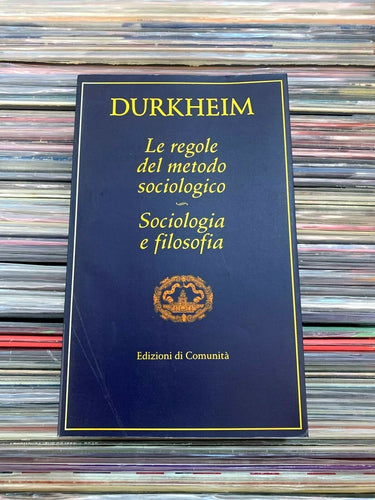 DURKHEIM
Le regole
del metodo
sociologico
Sociologia
e filosofia
Edizioni di Comunità